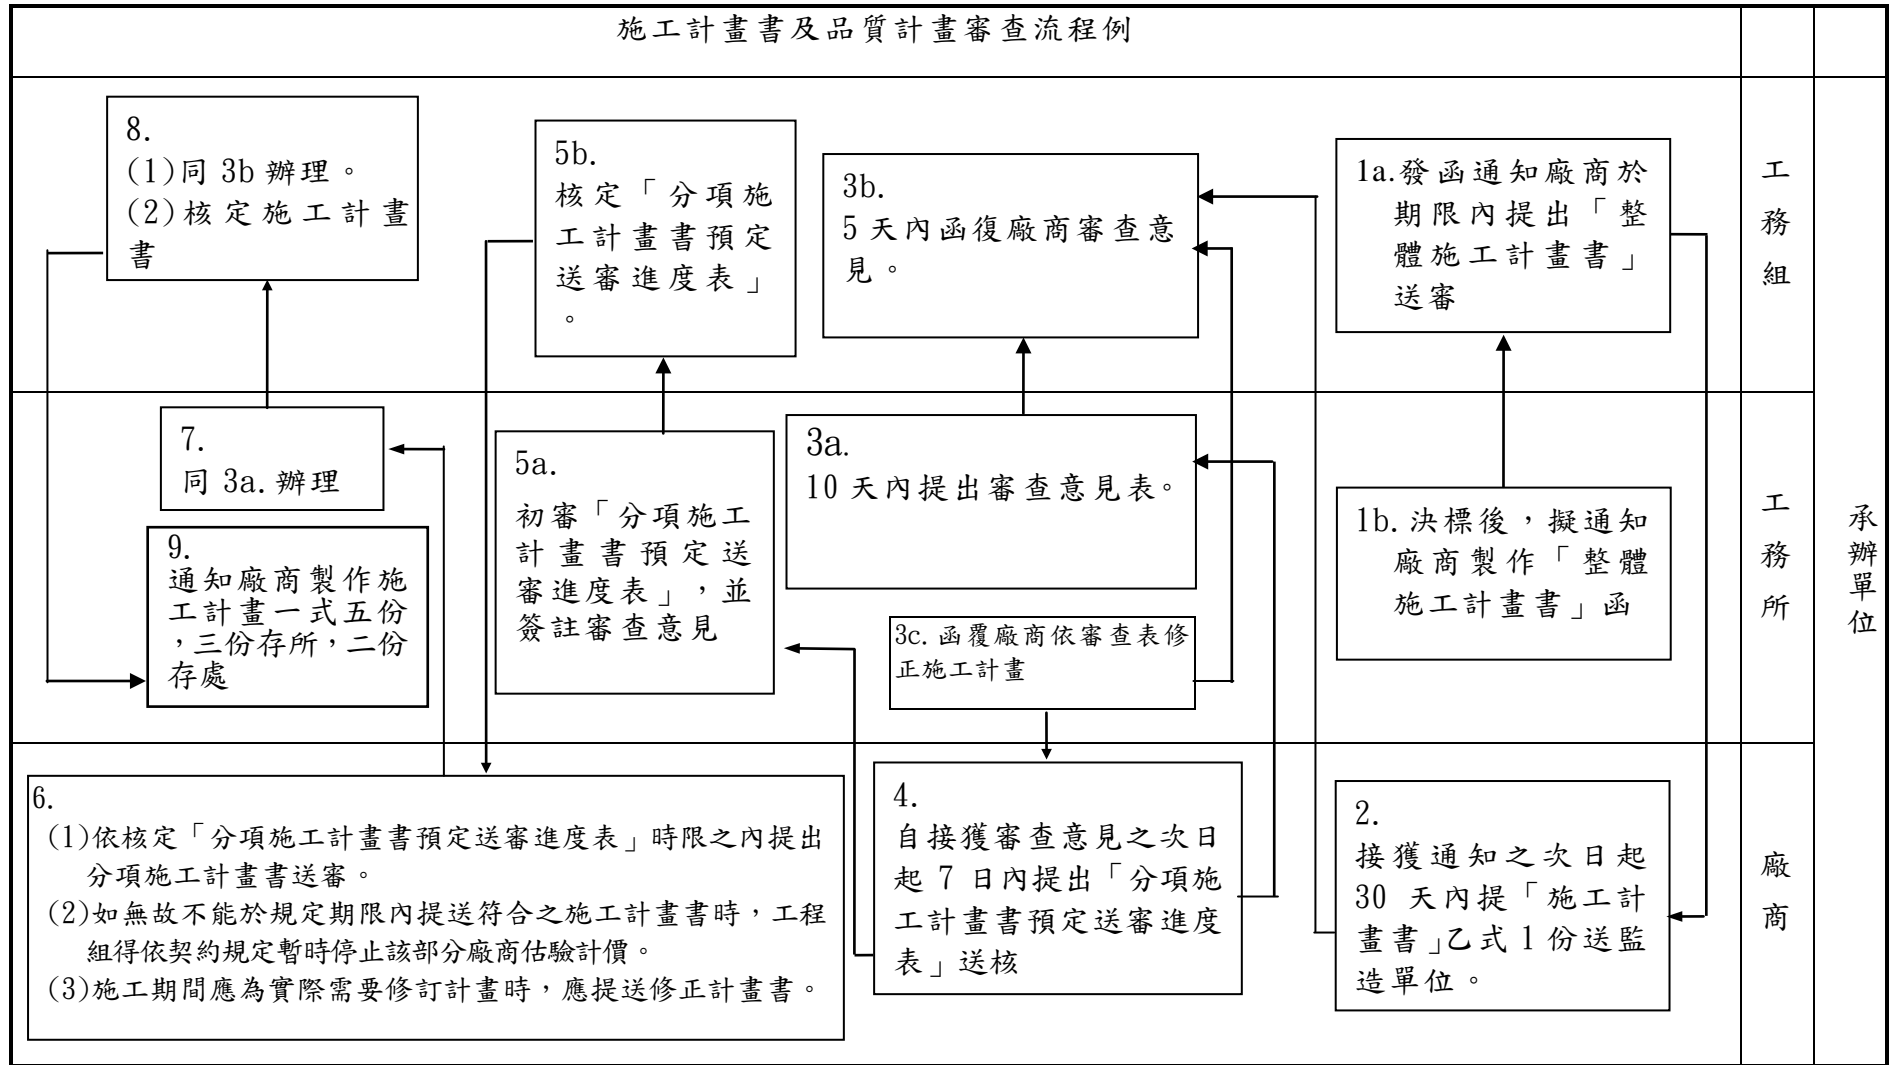 施工計畫書及品質計畫審查流程例
8.
(1)同 3b 辦理。
(2)核定施工計畫
書
5b.
核定「分項施
工計畫書預定
送審進度表」
。
3b.
5 天內函復廠商審查意
見。
1a.發函通知廠商於
期限內提出「整
體施工計畫書」
送審
工
務
組
7.
同 3a.辦理
9.
通知廠商製作施
工計畫一式五份
,三份存所,二份
存處
5a.
初審「分項施工
計畫書預定送
審進度表」,並
簽註審查意見
3a.
10 天內提出審查意見表。
3c.函覆廠商依審查表修
正施工計畫
1b.決標後,擬通知
廠商製作「整體
施工計畫書」函
工
務
所
承
辦
單
位
6.
(1)依核定「分項施工計畫書預定送審進度表」時限之內提出
分項施工計畫書送審。
(2)如無故不能於規定期限內提送符合之施工計畫書時,工程
組得依契約規定暫時停止該部分廠商估驗計價。
(3)施工期間應為實際需要修訂計畫時,應提送修正計畫書。
4.
自接獲審查意見之次日
起 7 日內提出「分項施
工計畫書預定送審進度
表」送核
2.
接獲通知之次日起
30 天內提「施工計
畫書」乙式 1 份送監
造單位。
廠
商